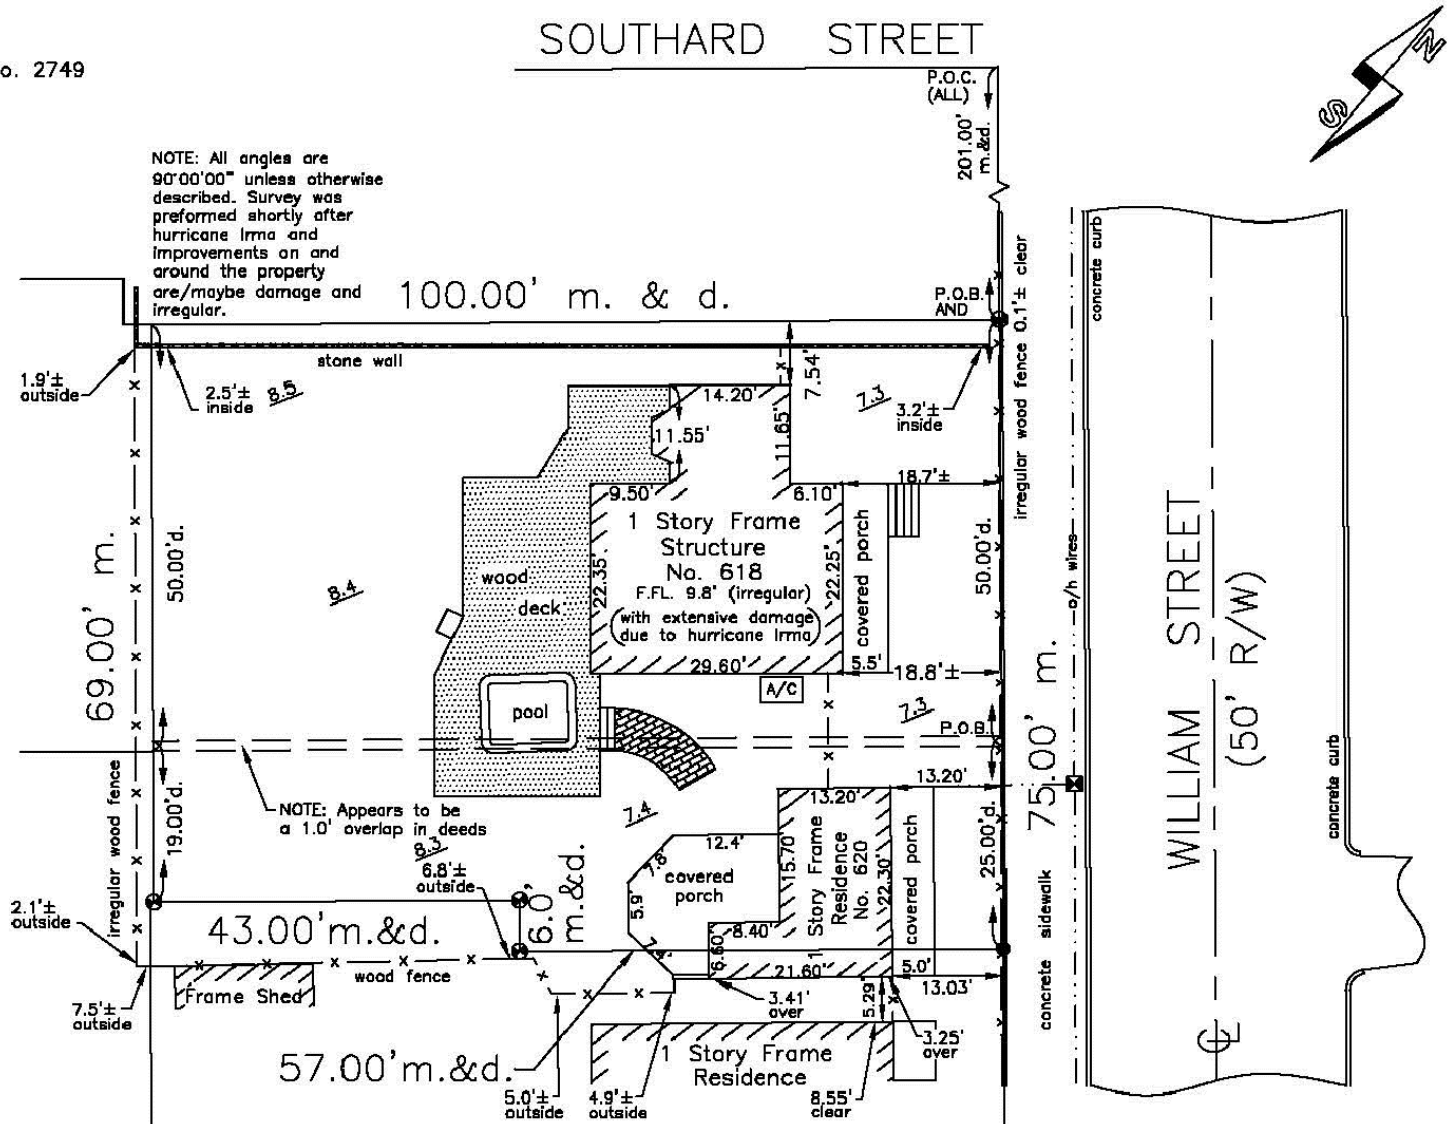 SOUTHARD STREET
o. 2749
P.O.C.
(ALL)
201.00'
m.&d.
N
S
NOTE: All angles are
90°00'00" unless otherwise
described. Survey was
preformed shortly after
hurricane Irma and
improvements on and
around the property
are/maybe damage and
irregular.
100.00' m. & d.
P.O.B.
AND
irregular wood fence 0.1'± clear
concrete curb
stone wall
1.9'±
outside
2.5'±
inside
8.5
14.20'
7.54'
7.3
3.2'±
inside
11.55'
11.65'
18.7'±
9.50'
6.10'
1 Story Frame
Structure
No. 618
F.FL. 9.8' (irregular)
(with extensive damage
due to hurricane Irma)
22.35'
22.25'
covered porch
29.60'
5.5'
18.8'±
50.00'd.
50.00'd.
69.00' m.
8.4
wood
deck
pool
A/C
7.3
P.O.B.
o/h wires
WILLIAM STREET
(50' R/W)
75.00' m.
concrete curb
NOTE: Appears to be
a 1.0' overlap in deeds
irregular wood fence
19.00'd.
8.3
7.4
13.20'
13.20'
25.00'd.
6.8'±
outside
12.4'
7.8'
covered
porch
5.9'
15.70'
1 Story Frame
Residence
No. 620
22.30'
covered porch
2.1'±
outside
43.00'm.&d.
6.0'
m.&d.
8.40'
6.60'
21.60'
5.0'
13.03'
concrete sidewalk
wood fence
Frame Shed
7.5'±
outside
3.41'
over
5.29'
3.25'
over
57.00'm.&d.
1 Story Frame
Residence
5.0'±
outside
4.9'±
outside
8.55'
clear
CL